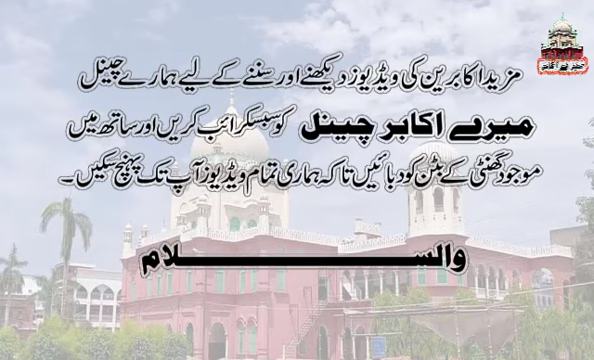 مزید اکابرین کی ویڈیوز دیکھنے اور سننے کے لیے ہمارے چینل
میرے اکابر چینل کو سبسکرائب کریں اور ساتھ میں
موجود گھنٹی کے بٹن کو دبائیں تاکہ ہماری تمام ویڈیوز آپ تک پہنچ سکیں۔
والســـــــــــــــــــــلام